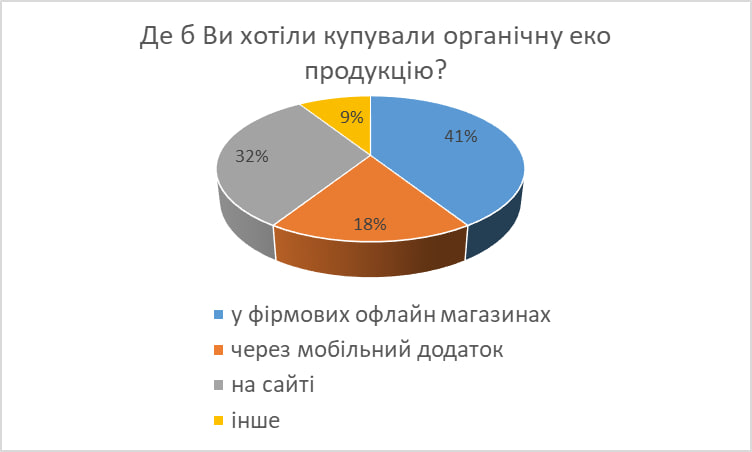 Де б Ви хотіли купували органічну еко
продукцію?
9%
41%
32%
18%
у фірмових офлайн магазинах
через мобільний додаток
на сайті
інше